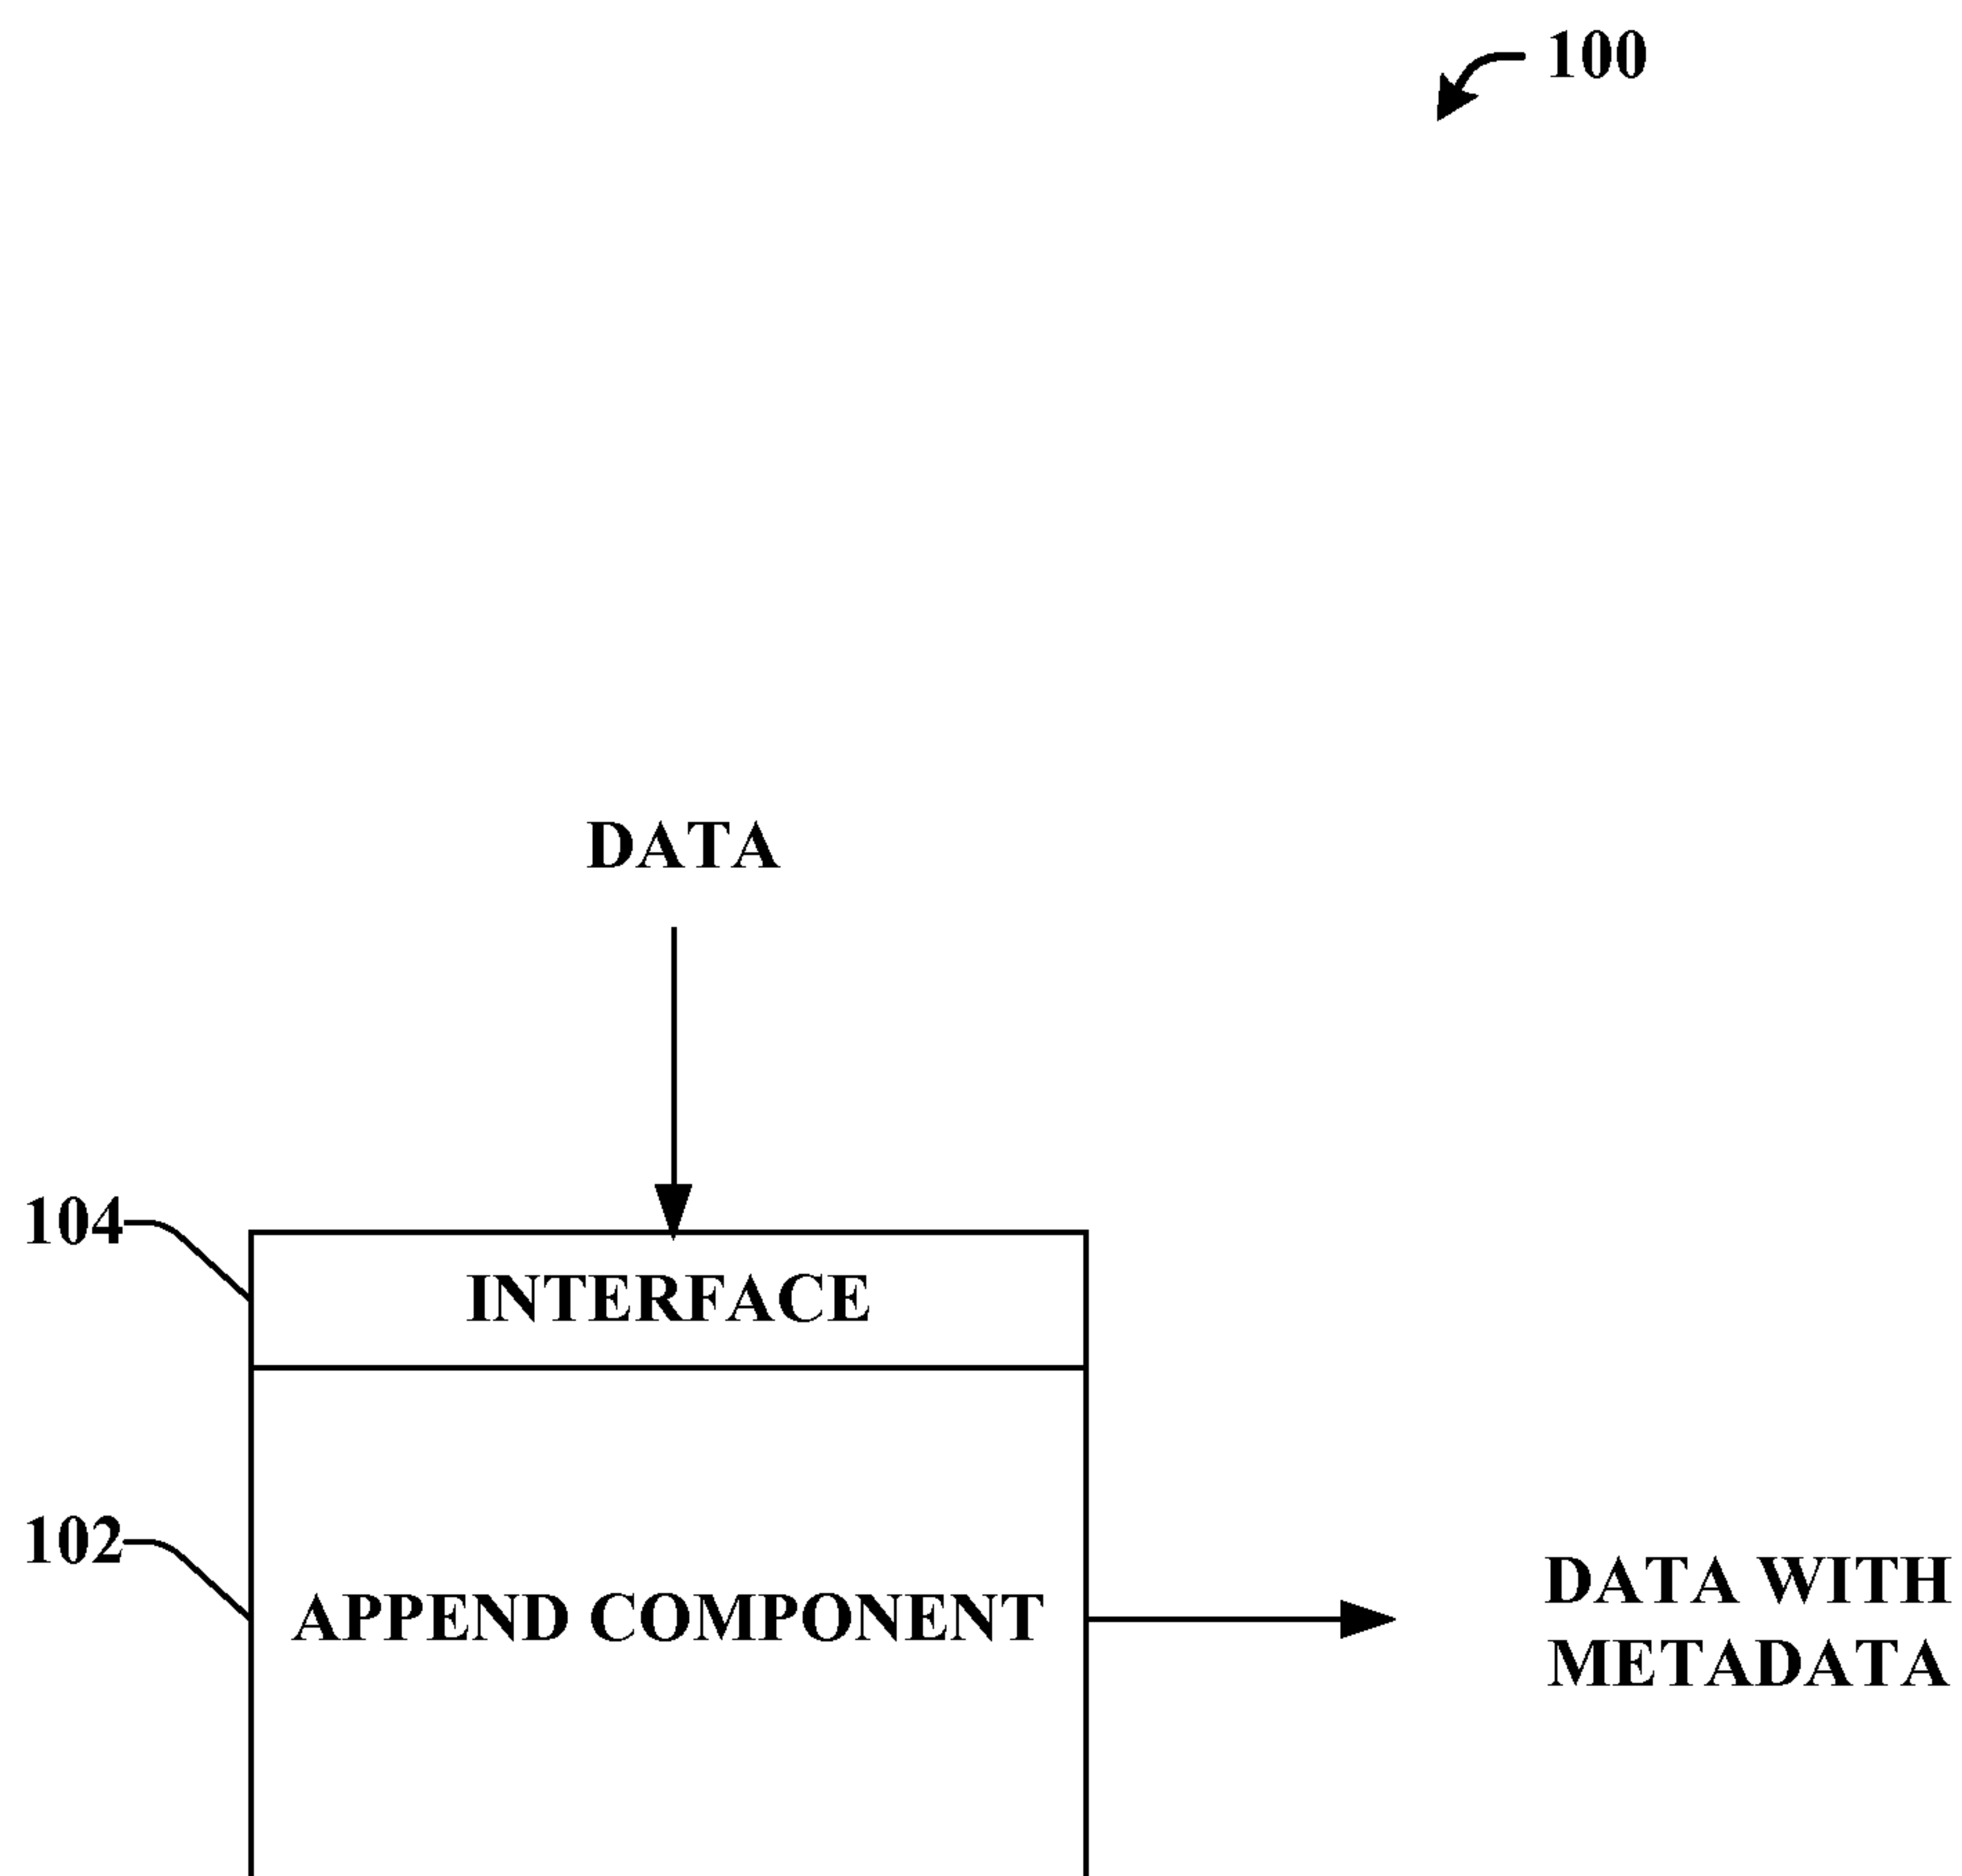 100
DATA
104
INTERFACE
102
APPEND COMPONENT
DATA WITH
METADATA